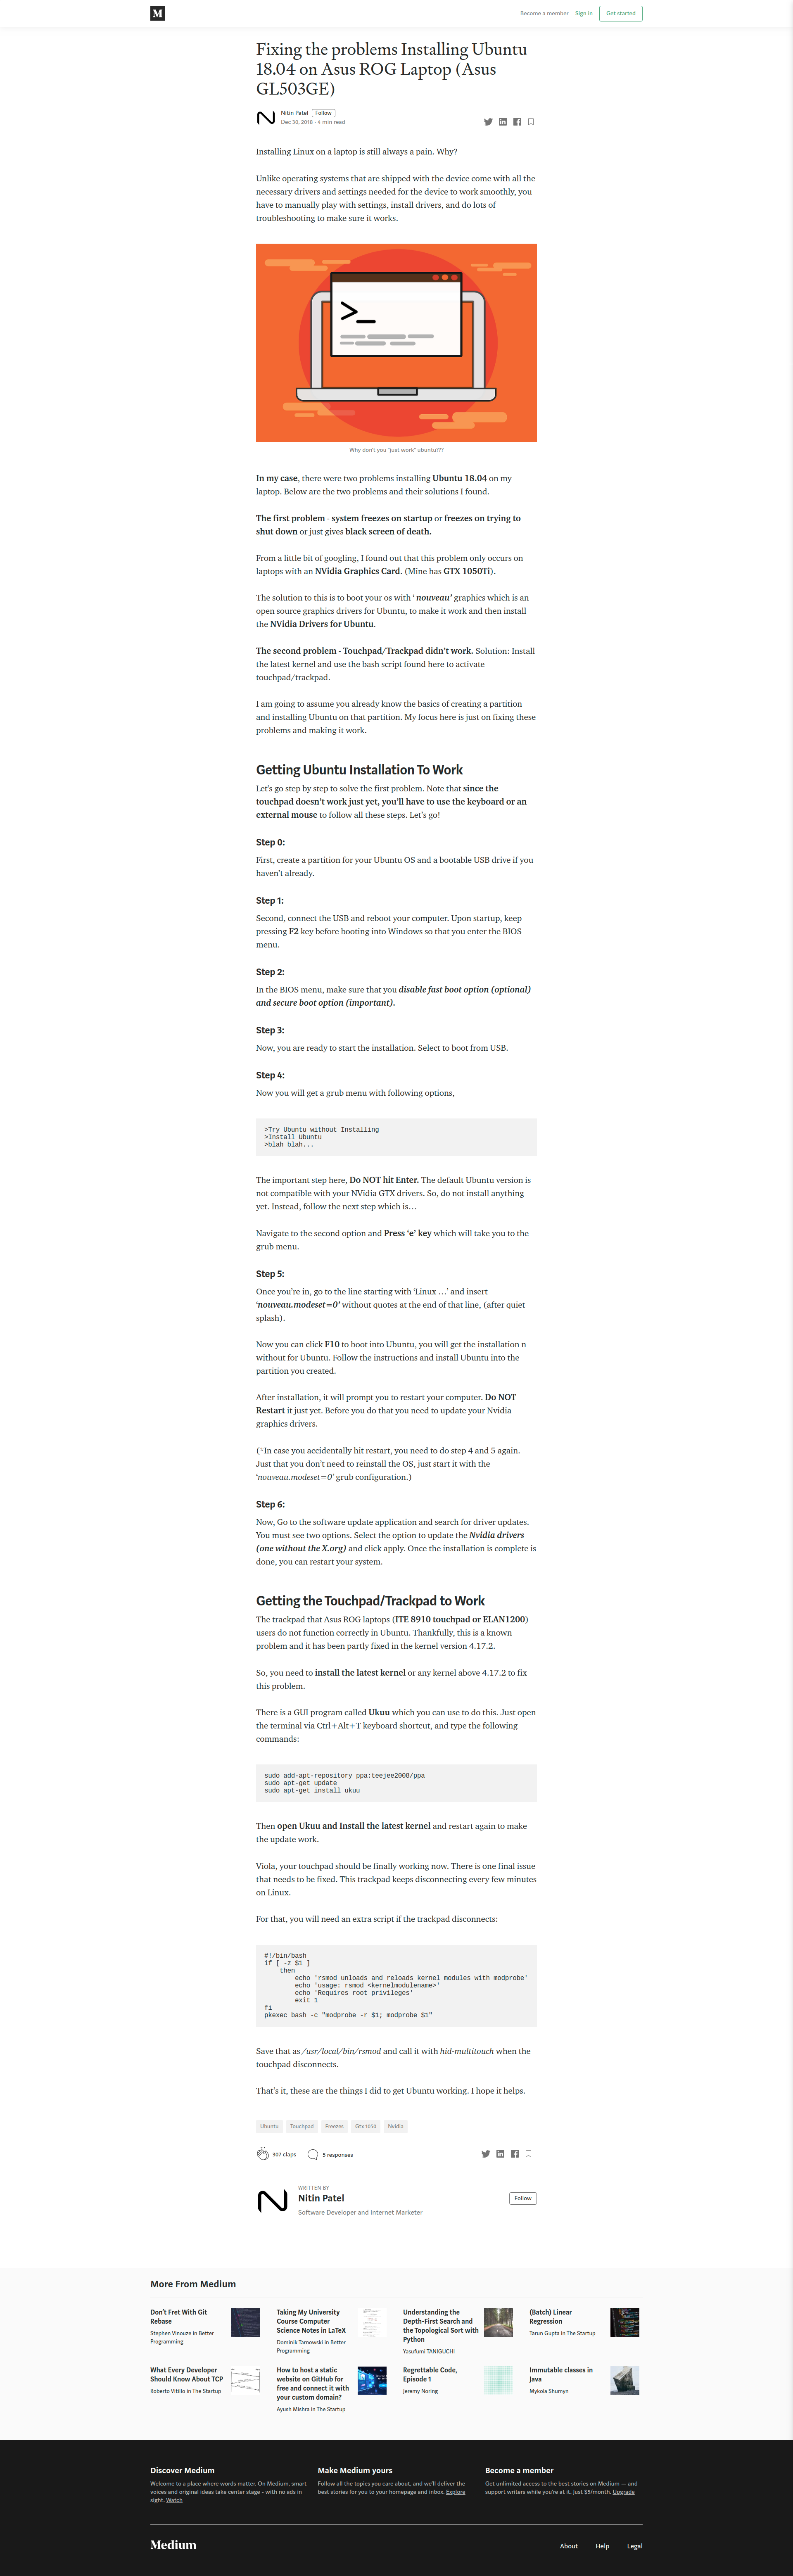 M
Become a member Sign in Get started
Fixing the problems Installing Ubuntu
18.04 on Asus ROG Laptop (Asus
GL503GE)
Nitin Patel Follow
Dec 30, 2018 · 4 min read
Installing Linux on a laptop is still always a pain. Why?
Unlike operating systems that are shipped with the device come with all the
necessary drivers and settings needed for the device to work smoothly, you
have to manually play with settings, install drivers, and do lots of
troubleshooting to make sure it works.
>_
Why don't you "just work" ubuntu???
In my case, there were two problems installing Ubuntu 18.04 on my
laptop. Below are the two problems and their solutions I found.
The first problem - system freezes on startup or freezes on trying to
shut down or just gives black screen of death.
From a little bit of googling, I found out that this problem only occurs on
laptops with an NVidia Graphics Card. (Mine has GTX 1050Ti).
The solution to this is to boot your os with ‘ nouveau’ graphics which is an
open source graphics drivers for Ubuntu, to make it work and then install
the NVidia Drivers for Ubuntu.
The second problem - Touchpad/Trackpad didn’t work. Solution: Install
the latest kernel and use the bash script found here to activate
touchpad/trackpad.
I am going to assume you already know the basics of creating a partition
and installing Ubuntu on that partition. My focus here is just on fixing these
problems and making it work.
Getting Ubuntu Installation To Work
Let's go step by step to solve the first problem. Note that since the
touchpad doesn’t work just yet, you’ll have to use the keyboard or an
external mouse to follow all these steps. Let’s go!
Step 0:
First, create a partition for your Ubuntu OS and a bootable USB drive if you
haven’t already.
Step 1:
Second, connect the USB and reboot your computer. Upon startup, keep
pressing F2 key before booting into Windows so that you enter the BIOS
menu.
Step 2:
In the BIOS menu, make sure that you disable fast boot option (optional)
and secure boot option (important).
Step 3:
Now, you are ready to start the installation. Select to boot from USB.
Step 4:
Now you will get a grub menu with following options,
>Try Ubuntu without Installing
>Install Ubuntu
>blah blah...
The important step here, Do NOT hit Enter. The default Ubuntu version is
not compatible with your NVidia GTX drivers. So, do not install anything
yet. Instead, follow the next step which is…
Navigate to the second option and Press ‘e’ key which will take you to the
grub menu.
Step 5:
Once you’re in, go to the line starting with ‘Linux …’ and insert
‘nouveau.modeset=0’ without quotes at the end of that line, (after quiet
splash).
Now you can click F10 to boot into Ubuntu, you will get the installation n
without for Ubuntu. Follow the instructions and install Ubuntu into the
partition you created.
After installation, it will prompt you to restart your computer. Do NOT
Restart it just yet. Before you do that you need to update your Nvidia
graphics drivers.
(*In case you accidentally hit restart, you need to do step 4 and 5 again.
Just that you don’t need to reinstall the OS, just start it with the
‘nouveau.modeset=0’ grub configuration.)
Step 6:
Now, Go to the software update application and search for driver updates.
You must see two options. Select the option to update the Nvidia drivers
(one without the X.org) and click apply. Once the installation is complete is
done, you can restart your system.
Getting the Touchpad/Trackpad to Work
The trackpad that Asus ROG laptops (ITE 8910 touchpad or ELAN1200)
users do not function correctly in Ubuntu. Thankfully, this is a known
problem and it has been partly fixed in the kernel version 4.17.2.
So, you need to install the latest kernel or any kernel above 4.17.2 to fix
this problem.
There is a GUI program called Ukuu which you can use to do this. Just open
the terminal via Ctrl+Alt+T keyboard shortcut, and type the following
commands:
sudo add-apt-repository ppa:teejee2008/ppa
sudo apt-get update
sudo apt-get install ukuu
Then open Ukuu and Install the latest kernel and restart again to make
the update work.
Viola, your touchpad should be finally working now. There is one final issue
that needs to be fixed. This trackpad keeps disconnecting every few minutes
on Linux.
For that, you will need an extra script if the trackpad disconnects:
#!/bin/bash
if [ -z $1 ]
then
echo 'rsmod unloads and reloads kernel modules with modprobe'
echo 'usage: rsmod <kernelmodulename>'
echo 'Requires root privileges'
exit 1
fi
pkexec bash -c "modprobe -r $1; modprobe $1"
Save that as /usr/local/bin/rsmod and call it with hid-multitouch when the
touchpad disconnects.
That’s it, these are the things I did to get Ubuntu working. I hope it helps.
Ubuntu Touchpad Freezes Gtx 1050 Nvidia
307 claps 5 responses
WRITTEN BY
Nitin Patel Follow
Software Developer and Internet Marketer
More From Medium
Don’t Fret With Git
Rebase
Stephen Vinouze in Better
Programming
Taking My University
Course Computer
Science Notes in LaTeX
Dominik Tarnowski in Better
Programming
Understanding the
Depth-First Search and
the Topological Sort with
Python
Yasufumi TANIGUCHI
(Batch) Linear
Regression
Tarun Gupta in The Startup
What Every Developer
Should Know About TCP
Roberto Vitillo in The Startup
How to host a static
website on GitHub for
free and connect it with
your custom domain?
Ayush Mishra in The Startup
Regrettable Code,
Episode 1
Jeremy Noring
Immutable classes in
Java
Mykola Shumyn
Discover Medium
Welcome to a place where words matter. On Medium, smart
voices and original ideas take center stage - with no ads in
sight. Watch
Make Medium yours
Follow all the topics you care about, and we’ll deliver the
best stories for you to your homepage and inbox. Explore
Become a member
Get unlimited access to the best stories on Medium — and
support writers while you’re at it. Just $5/month. Upgrade
Medium
About Help Legal